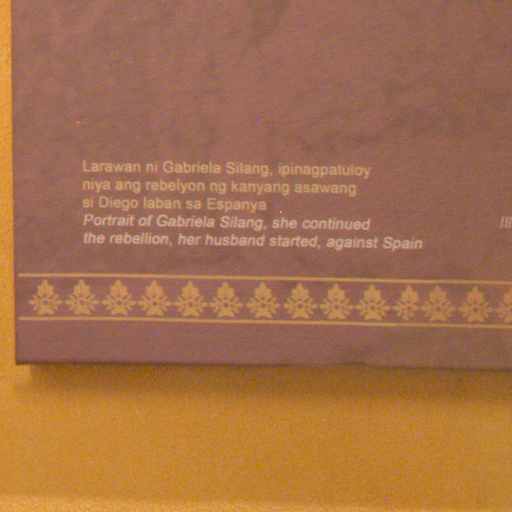 Larawan ni Gabriela Silang, ipinagpatuloy
niya ang rebelyon ng kanyang asawang
si Diego laban sa Espanya
Portrait of Gabriela Silang, she continued
the rebellion, her husband started, against Spain